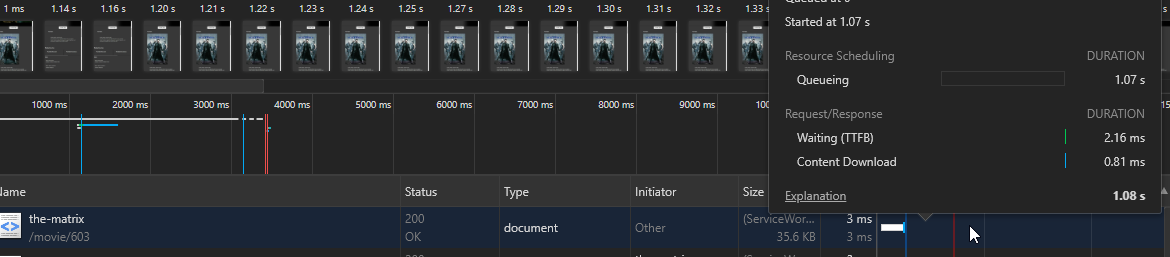 1 ms 1.14 s 1.16 s 1.20 s 1.21 s 1.23 s 1.25 s 1.26 s 1.27 s 1.28 s 1.29 s 1.30 s 1.31 s 1.32 s 1.33 s
Queued at 0
Started at 1.07 s
Resource Scheduling DURATION
Queueing 1.07 s
Request/Response DURATION
Waiting (TTFB) 2.16 ms
Content Download 0.81 ms
Explanation 1.08 s
1000 ms 2000 ms 3000 ms 4000 ms 5000 ms 6000 ms 7000 ms 8000 ms 9000 ms
Name Status Type Initiator Size
the-matrix 200 document Other (ServiceWor... 3 ms
/movie/603 OK 35.6 KB 3 ms